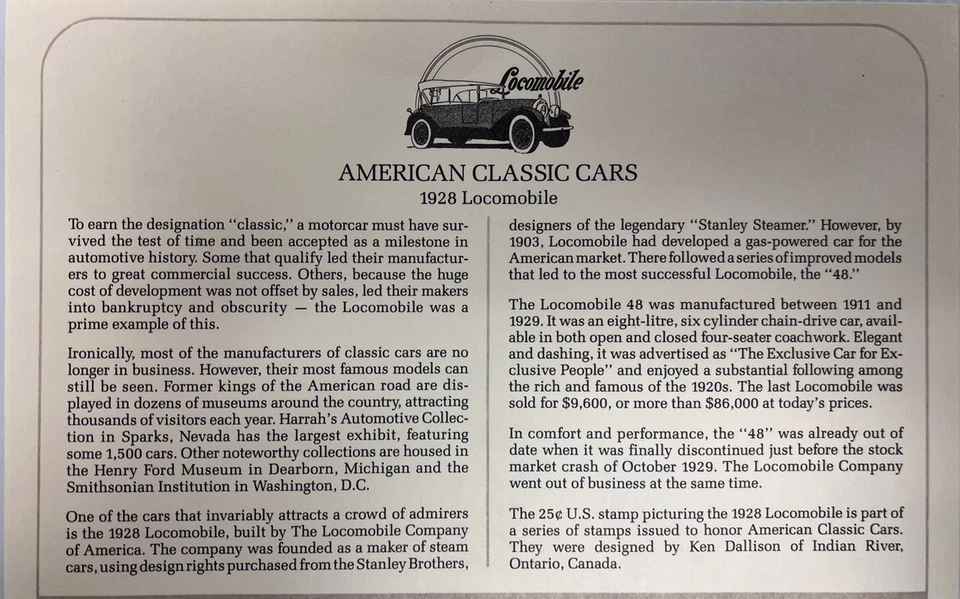 Locomobile
AMERICAN CLASSIC CARS
1928 Locomobile
To earn the designation “classic,” a motorcar must have sur-
vived the test of time and been accepted as a milestone in
automotive history. Some that qualify led their manufactur-
ers to great commercial success. Others, because the huge
cost of development was not offset by sales, led their makers
into bankruptcy and obscurity — the Locomobile was a
prime example of this.
Ironically, most of the manufacturers of classic cars are no
longer in business. However, their most famous models can
still be seen. Former kings of the American road are dis-
played in dozens of museums around the country, attracting
thousands of visitors each year. Harrah’s Automotive Collec-
tion in Sparks, Nevada has the largest exhibit, featuring
some 1,500 cars. Other noteworthy collections are housed in
the Henry Ford Museum in Dearborn, Michigan and the
Smithsonian Institution in Washington, D.C.
One of the cars that invariably attracts a crowd of admirers
is the 1928 Locomobile, built by The Locomobile Company
of America. The company was founded as a maker of steam
cars, using design rights purchased from the Stanley Brothers,
designers of the legendary “Stanley Steamer.” However, by
1903, Locomobile had developed a gas-powered car for the
American market. There followed a series of improved models
that led to the most successful Locomobile, the “48.”
The Locomobile 48 was manufactured between 1911 and
1929. It was an eight-litre, six cylinder chain-drive car, avail-
able in both open and closed four-seater coachwork. Elegant
and dashing, it was advertised as “The Exclusive Car for Ex-
clusive People” and enjoyed a substantial following among
the rich and famous of the 1920s. The last Locomobile was
sold for $9,600, or more than $86,000 at today’s prices.
In comfort and performance, the “48” was already out of
date when it was finally discontinued just before the stock
market crash of October 1929. The Locomobile Company
went out of business at the same time.
The 25¢ U.S. stamp picturing the 1928 Locomobile is part of
a series of stamps issued to honor American Classic Cars.
They were designed by Ken Dallison of Indian River,
Ontario, Canada.